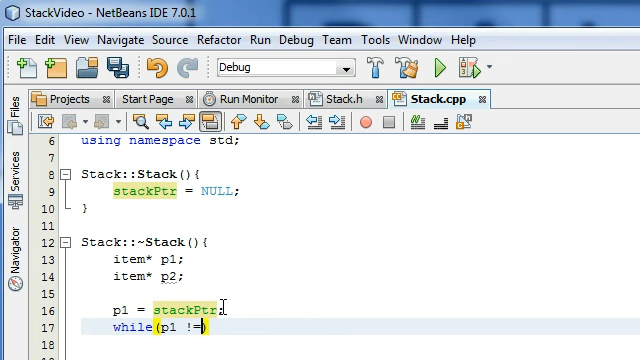 StackVideo - NetBeans IDE 7.0.1
File Edit View Navigate Source Refactor Run Debug Team Tools Window Help
Debug
Projects Start Page Run Monitor Stack.h Stack.cpp
Files
Services
Navigator
6 using namespace std;
7
8 Stack::Stack(){
9 stackPtr = NULL;
10 }
11
12 Stack::~Stack(){
13 item* p1;
14 item* p2;
15
16 p1 = stackPtr;
17 while(p1 !=)